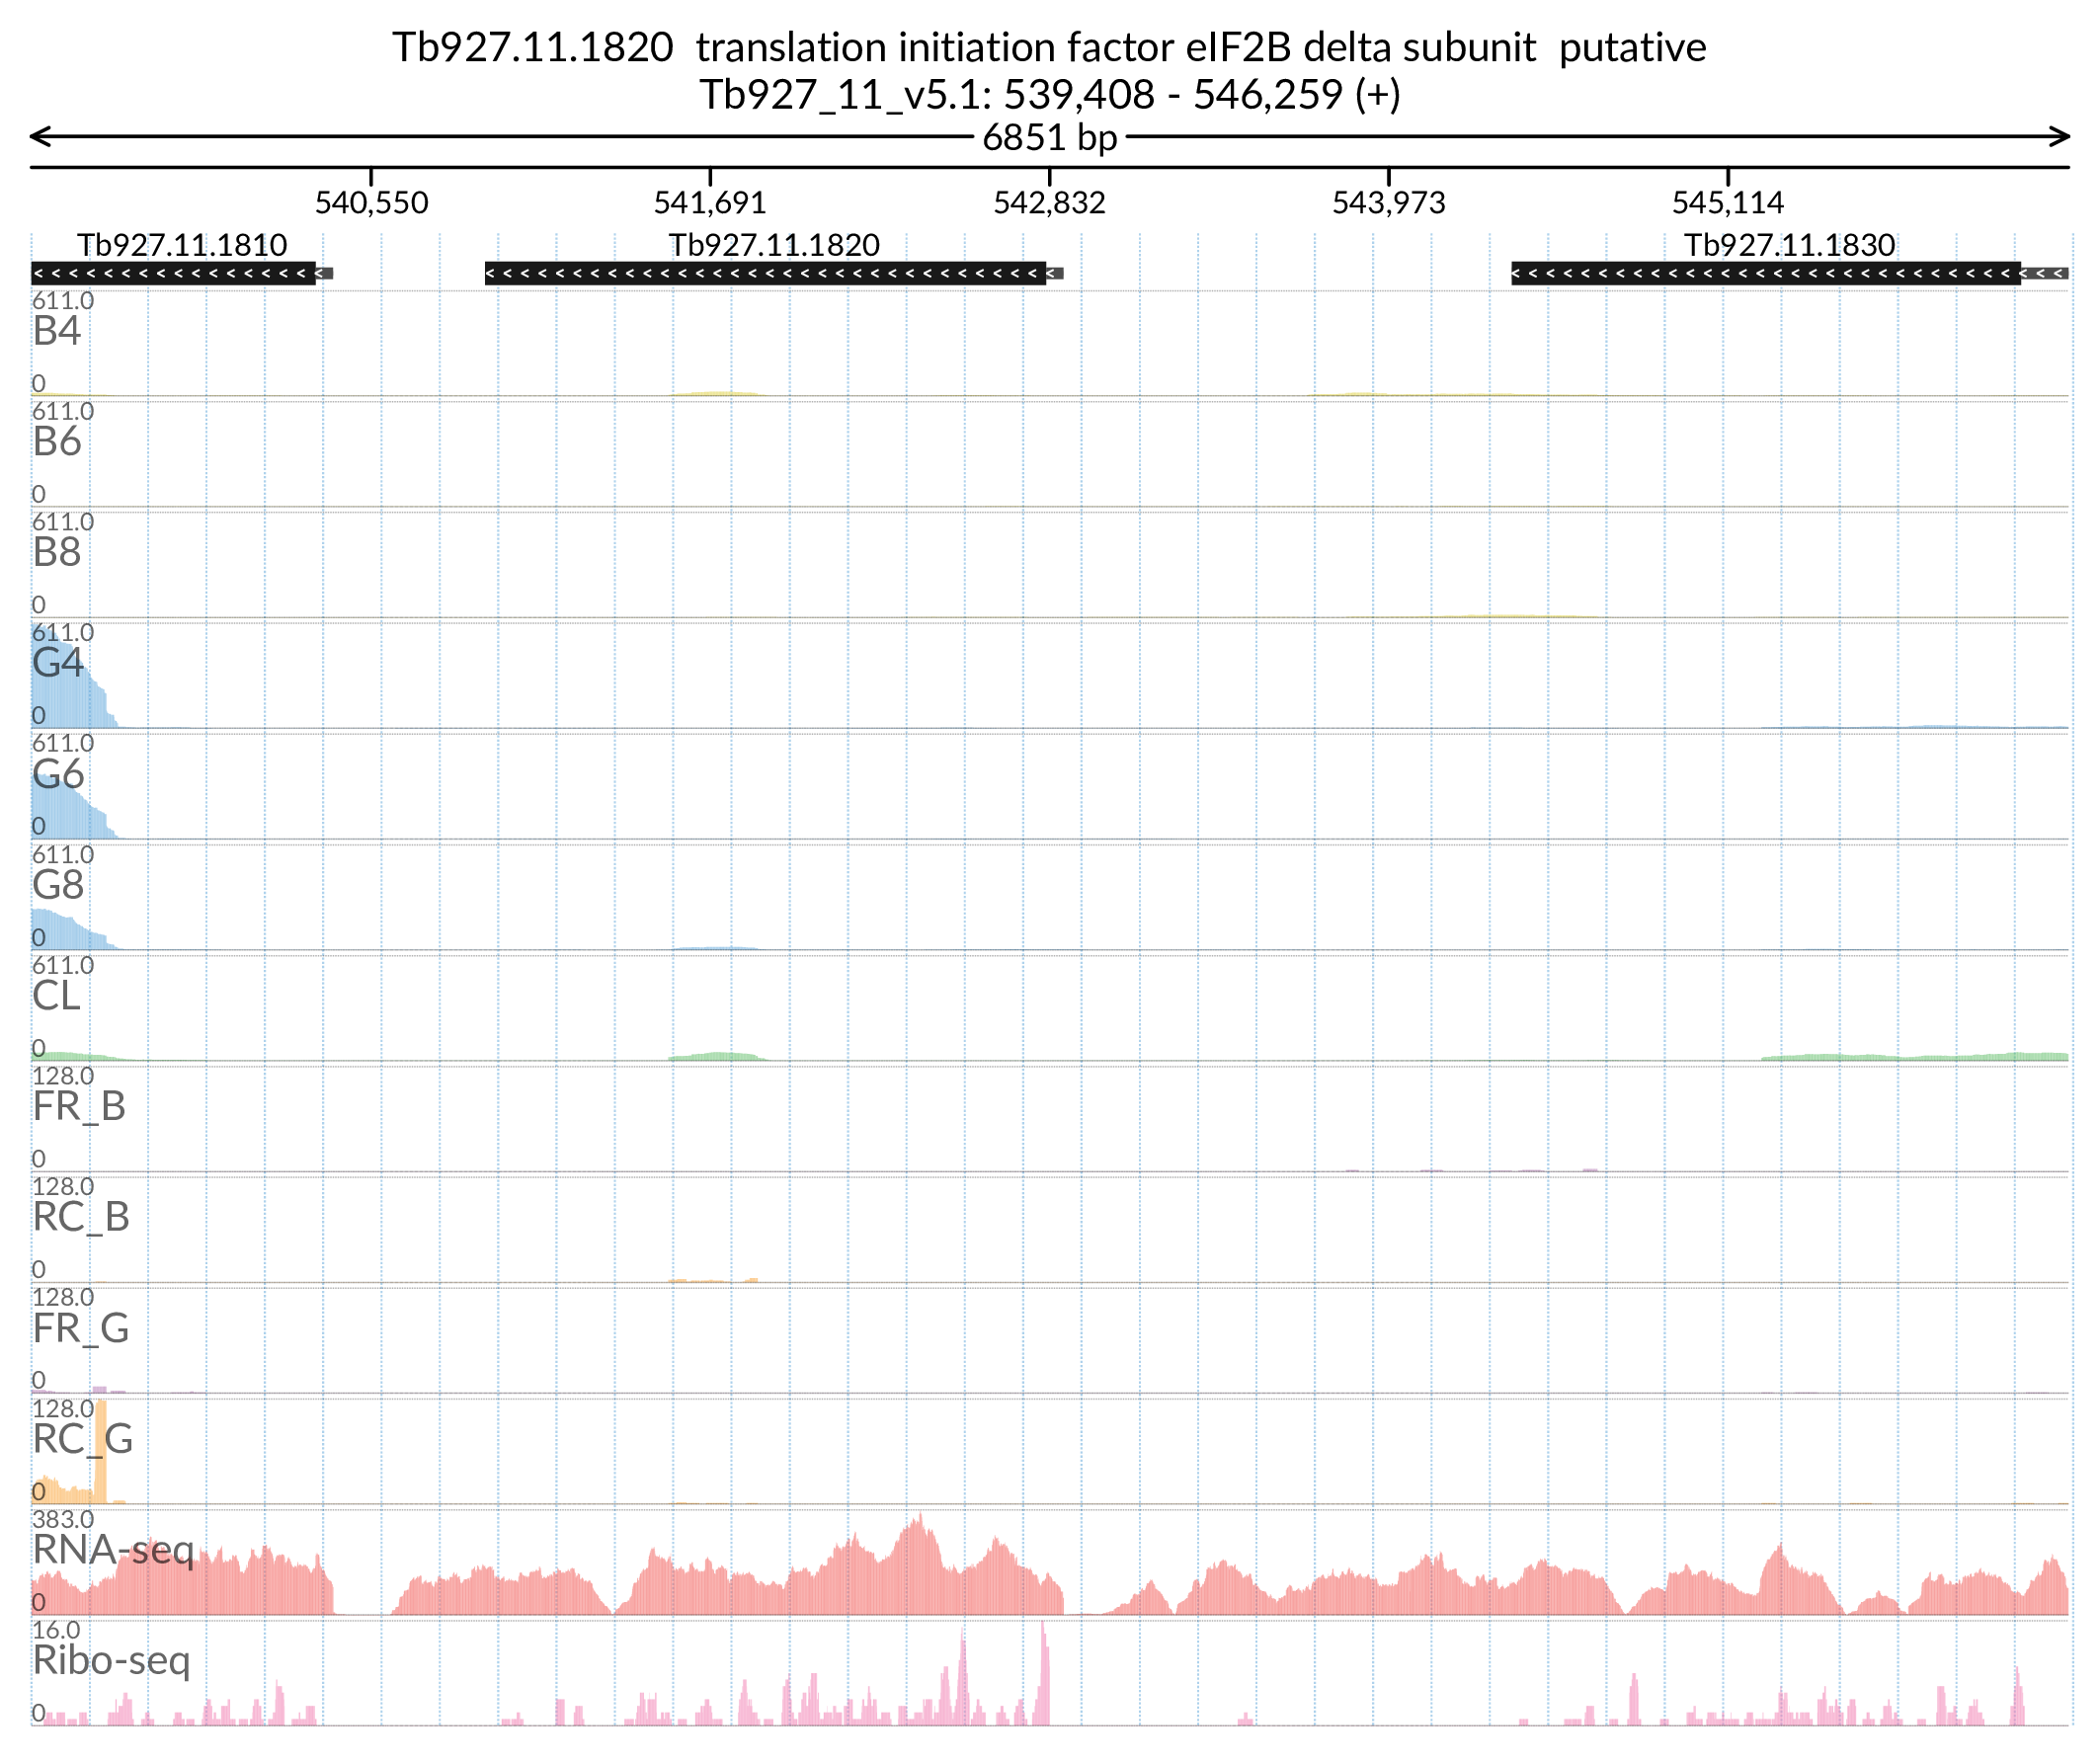 Tb927.11.1820  translation initiation factor eIF2B delta subunit  putative
Tb927_11_v5.1: 539,408 - 546,259 (+)
6851 bp
540,550 541,691 542,832 543,973 545,114
Tb927.11.1810 Tb927.11.1820 Tb927.11.1830
611.0
B4
0
611.0
B6
0
611.0
B8
0
611.0
G4
0
611.0
G6
0
611.0
G8
0
611.0
CL
0
128.0
FR_B
0
128.0
RC_B
0
128.0
FR_G
0
128.0
RC_G
0
383.0
RNA-seq
0
16.0
Ribo-seq
0